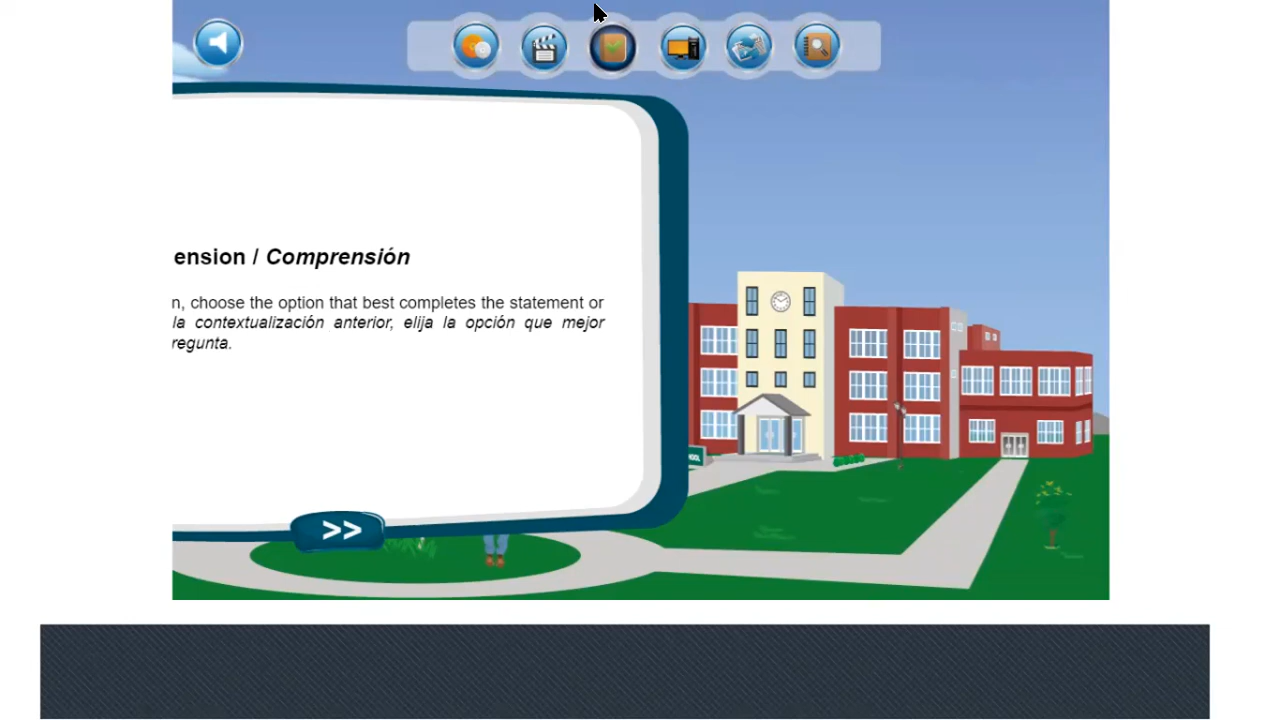 ension / Comprensión
n, choose the option that best completes the statement or
la contextualización anterior, elija la opción que mejor
regunta.
OOL
>>